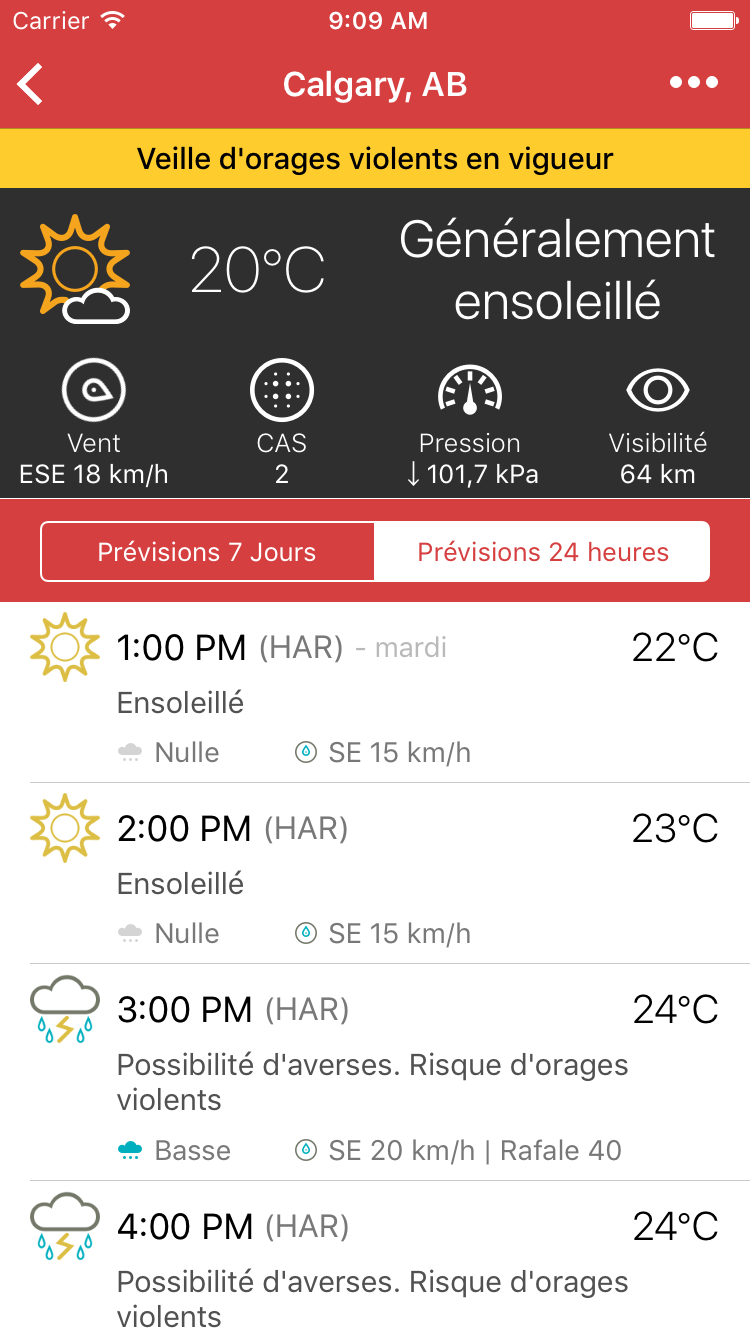 Carrier 9:09 AM
Calgary, AB
Veille d'orages violents en vigueur
20°C
Généralement
ensoleillé
Vent CAS Pression Visibilité
ESE 18 km/h 2 ↓101,7 kPa 64 km
Prévisions 7 Jours Prévisions 24 heures
1:00 PM (HAR) - mardi 22°C
Ensoleillé
Nulle SE 15 km/h
2:00 PM (HAR) 23°C
Ensoleillé
Nulle SE 15 km/h
3:00 PM (HAR) 24°C
Possibilité d'averses. Risque d'orages
violents
Basse SE 20 km/h | Rafale 40
4:00 PM (HAR) 24°C
Possibilité d'averses. Risque d'orages
violents